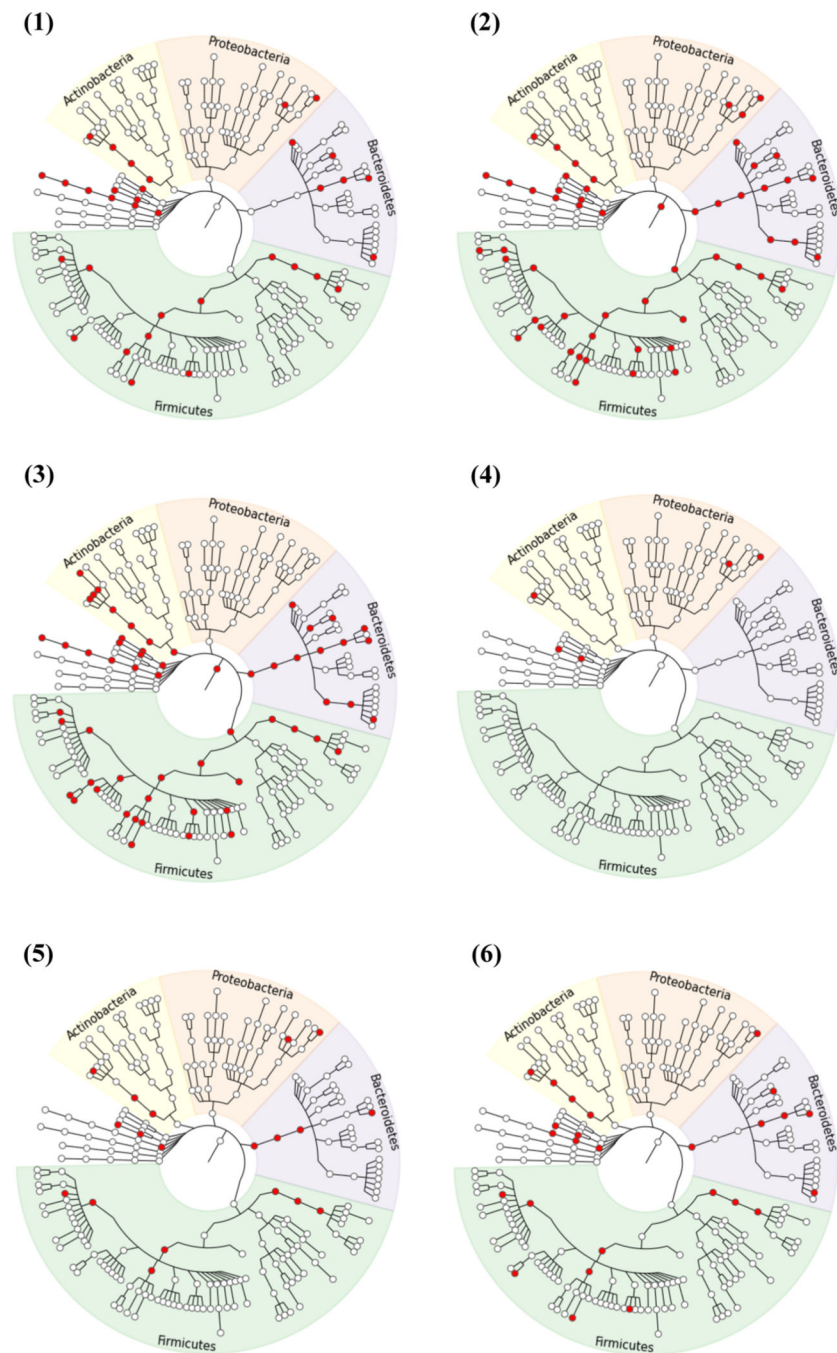 (1)
(2)
Actinobacteria
Proteobacteria
Bacteroidetes
Firmicutes
Actinobacteria
Proteobacteria
Bacteroidetes
Firmicutes
(3)
(4)
Actinobacteria
Proteobacteria
Bacteroidetes
Firmicutes
Actinobacteria
Proteobacteria
Bacteroidetes
Firmicutes
(5)
(6)
Actinobacteria
Proteobacteria
Bacteroidetes
Firmicutes
Actinobacteria
Proteobacteria
Bacteroidetes
Firmicutes